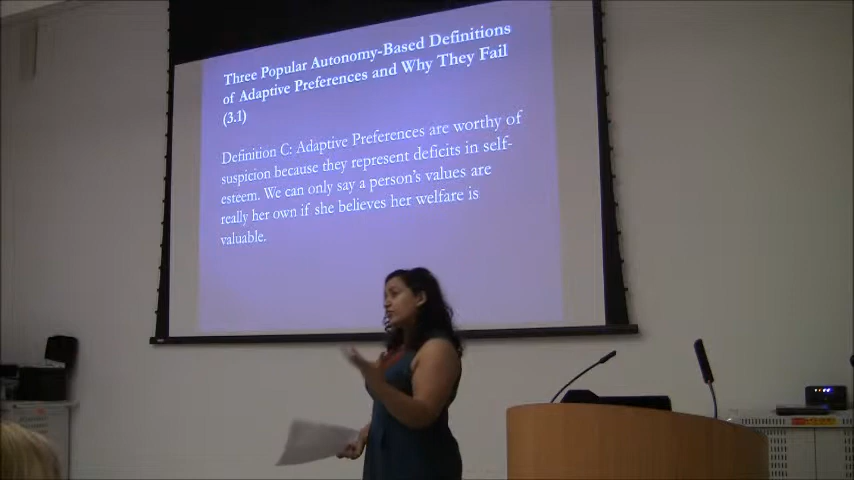 Three Popular Autonomy-Based Definitions
of Adaptive Preferences and Why They Fail
(3.1)
Definition C: Adaptive Preferences are worthy of
suspicion because they represent deficits in self-
esteem. We can only say a person's values are
really her own if she believes her welfare is
valuable.